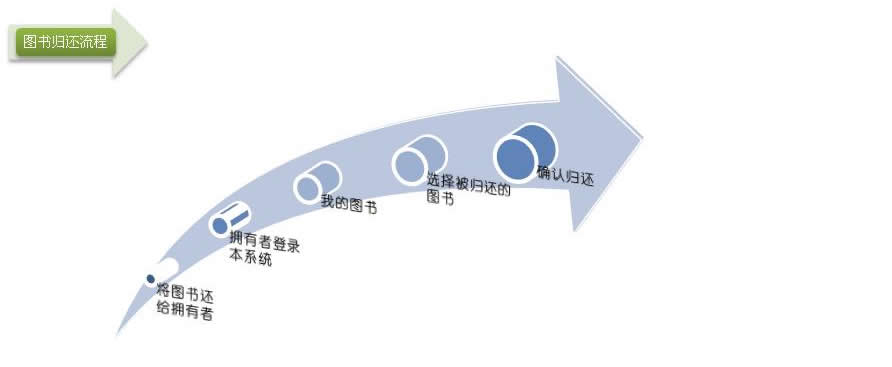 图书归还流程
将图书还
给拥有者
拥有者登录
本系统
我的图书
选择被归还的
图书
确认归还